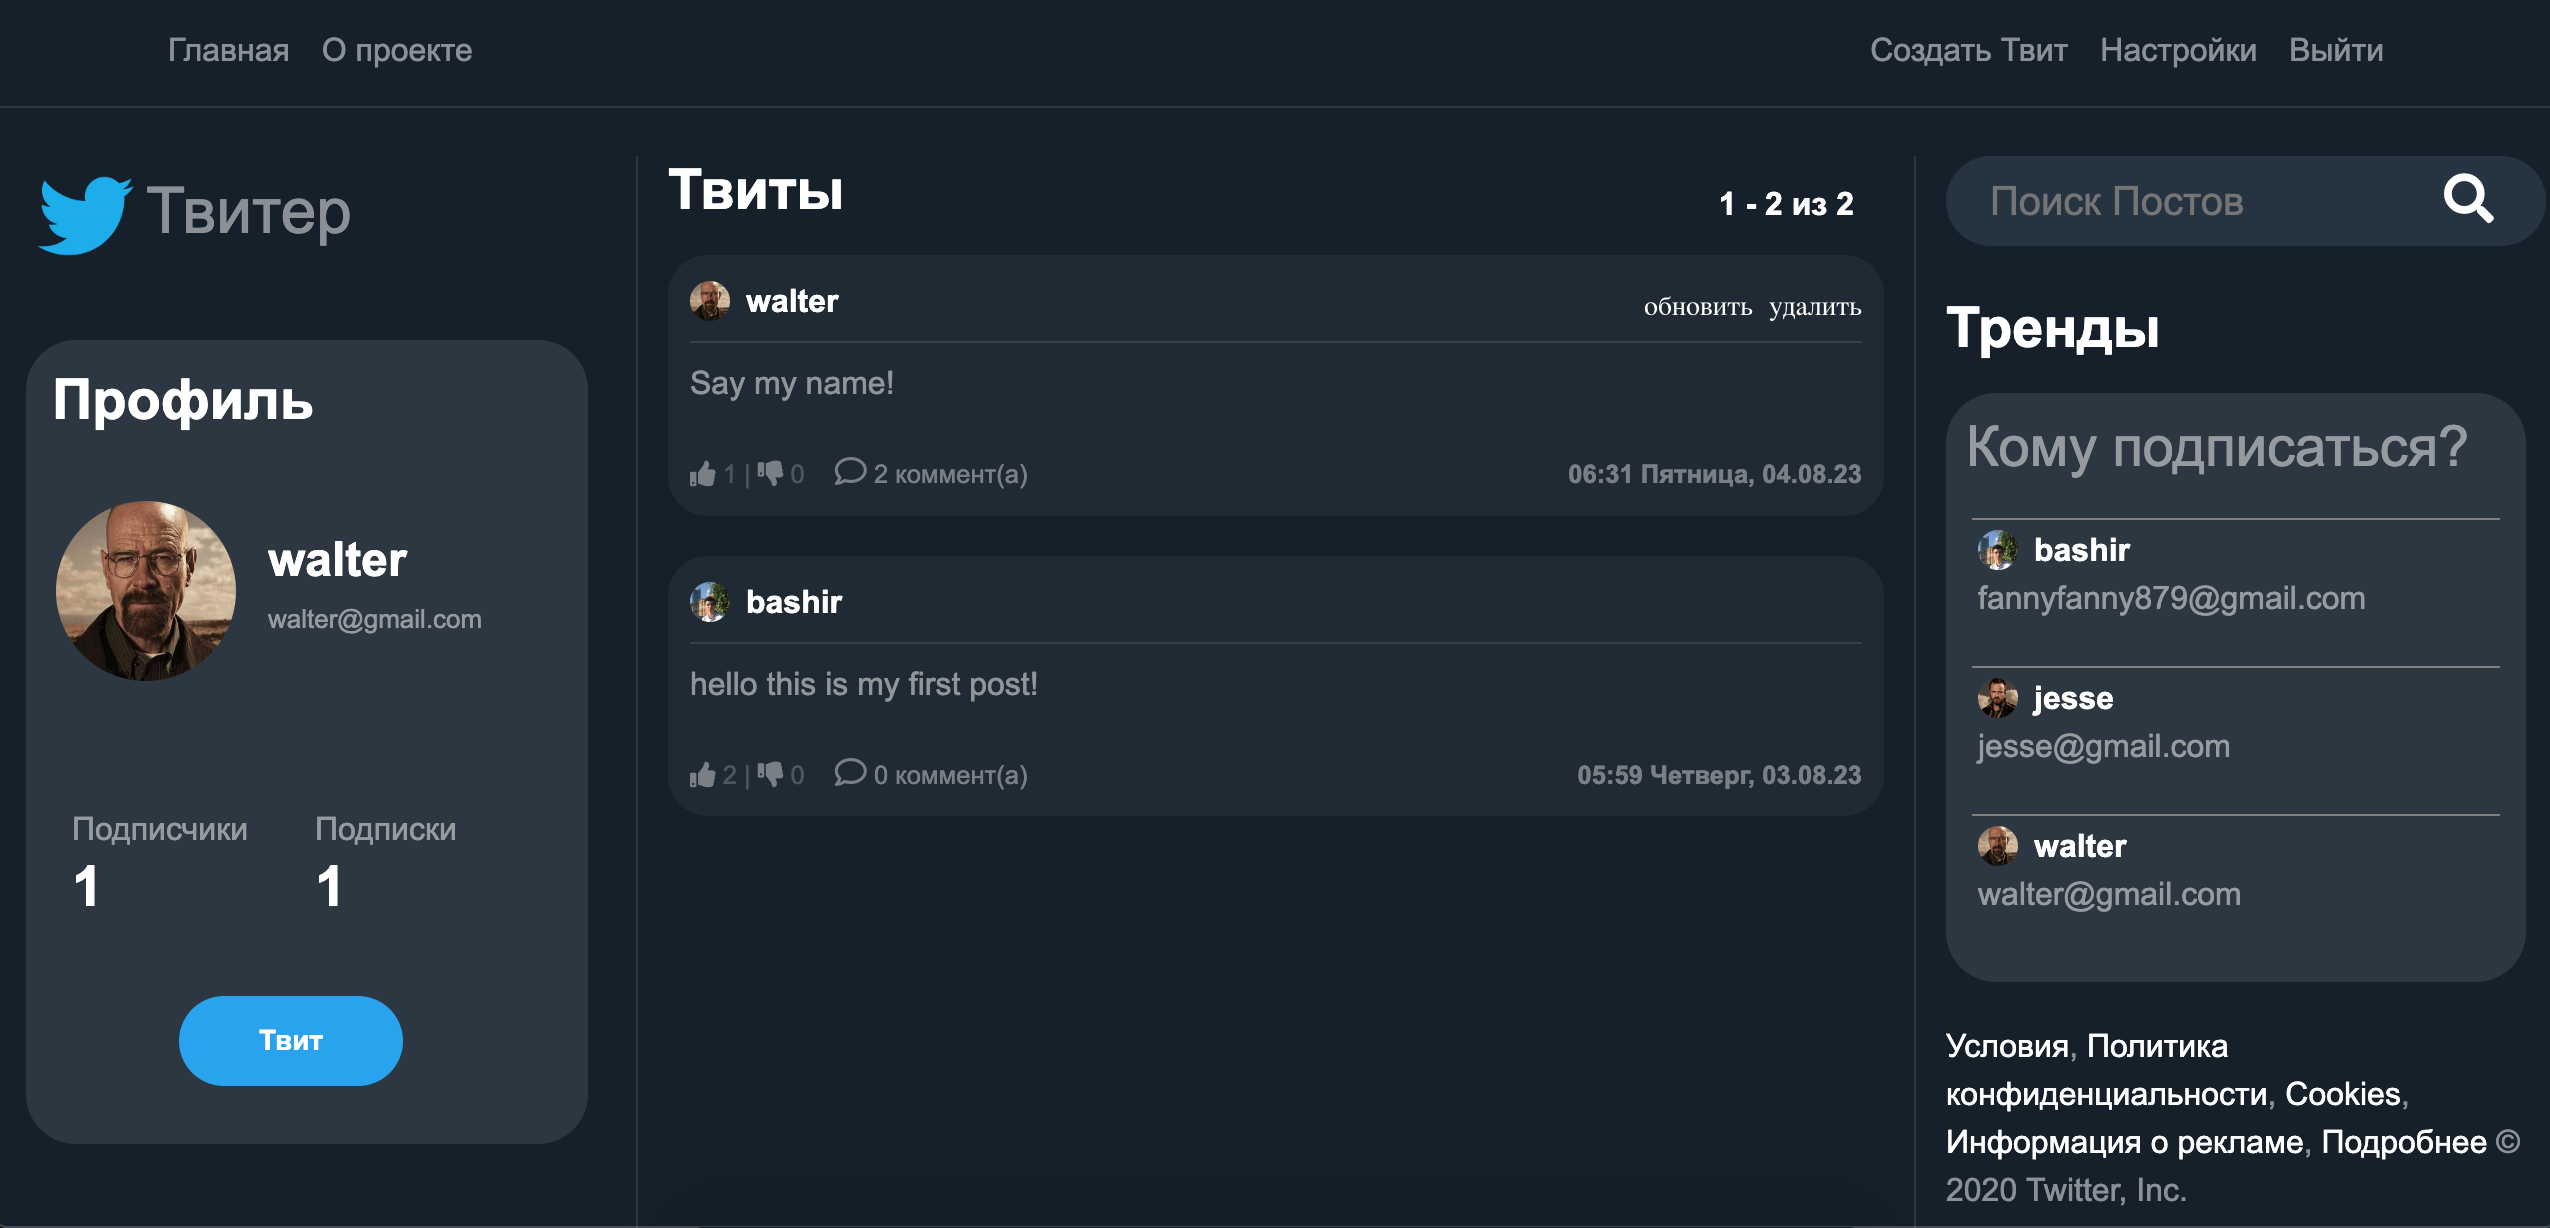 Главная О проекте
Создать Твит Настройки Выйти
Твитер
Профиль
walter
walter@gmail.com
Подписчики Подписки
1 1
Твит
Твиты
1 - 2 из 2
walter
обновить удалить
Say my name!
1 | 0 2 коммент(а)
06:31 Пятница, 04.08.23
bashir
hello this is my first post!
2 | 0 0 коммент(а)
05:59 Четверг, 03.08.23
Поиск Постов
Тренды
Кому подписаться?
bashir
fannyfanny879@gmail.com
jesse
jesse@gmail.com
walter
walter@gmail.com
Условия, Политика
конфиденциальности, Cookies,
Информация о рекламе, Подробнее ©
2020 Twitter, Inc.